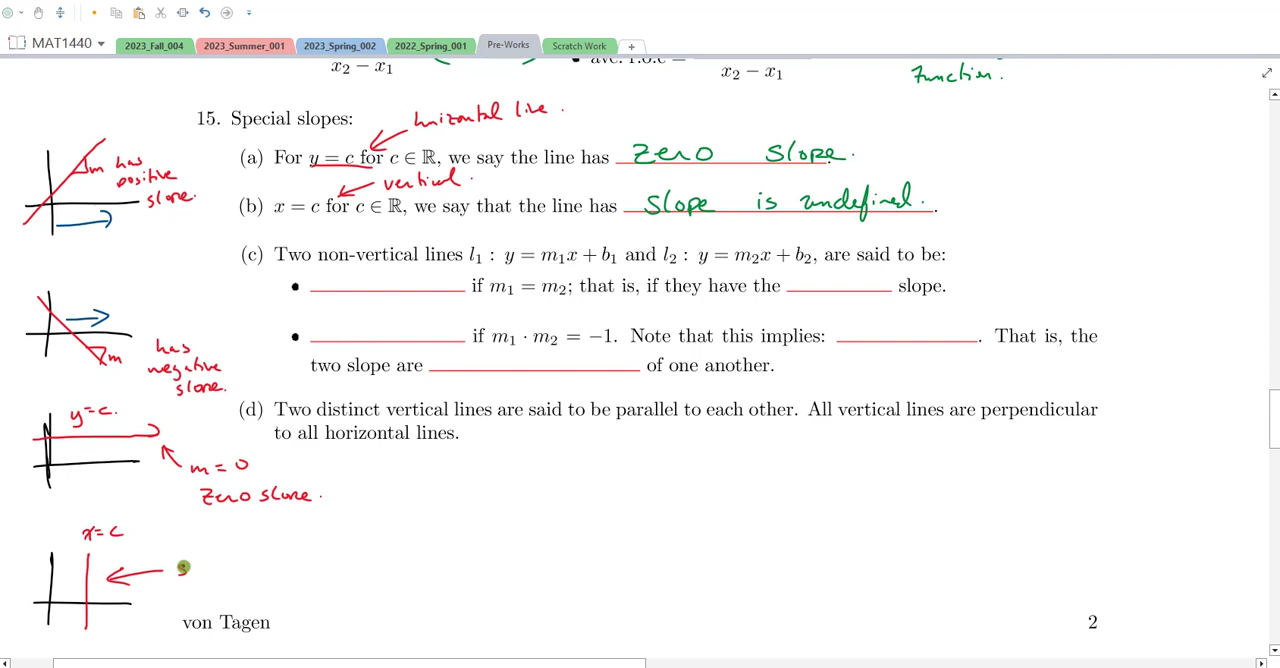 MAT1440
2023_Fall_004
2023_Summer_001
2023_Spring_002
2022_Spring_001
Pre-Works
Scratch Work
x₂ − x₁
x₂ − x₁
Function.
15. Special slopes:
horizontal line.
(a) For y = c for c ∈ ℝ, we say the line has zero slope.
vertical.
(b) x = c for c ∈ ℝ, we say that the line has slope is undefined.
(c) Two non-vertical lines l₁ : y = m₁x + b₁ and l₂ : y = m₂x + b₂, are said to be:
• ____ if m₁ = m₂; that is, if they have the ____ slope.
• ____ if m₁ · m₂ = −1. Note that this implies: ____. That is, the
two slope are ____ of one another.
(d) Two distinct vertical lines are said to be parallel to each other. All vertical lines are perpendicular
to all horizontal lines.
m has
positive
slope.
m
has
negative
slope.
y=c.
m=0
zero slope.
x=c
von Tagen
2